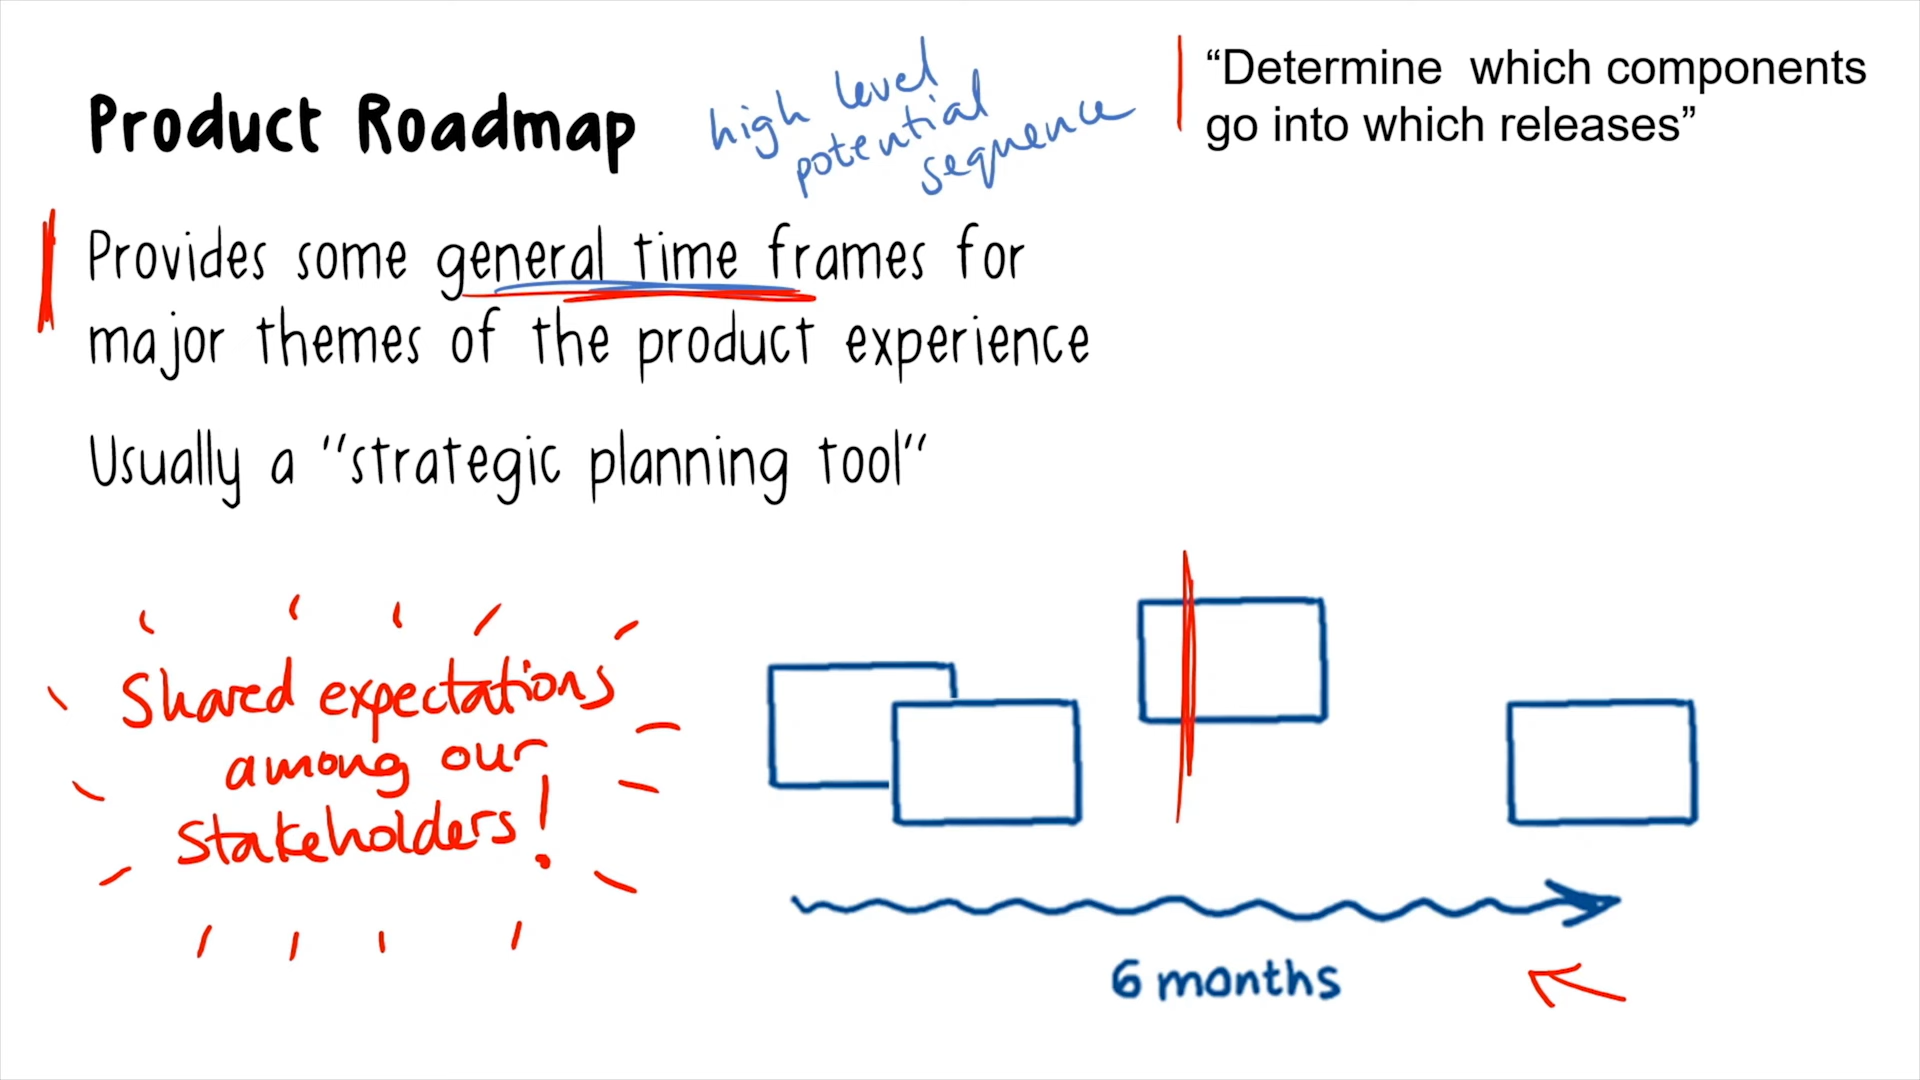 Product Roadmap
high level
potential
sequence
“Determine which components
go into which releases”
Provides some general time frames for
major themes of the product experience
Usually a “strategic planning tool“
Shared expectations
among our
stakeholders!
6 months